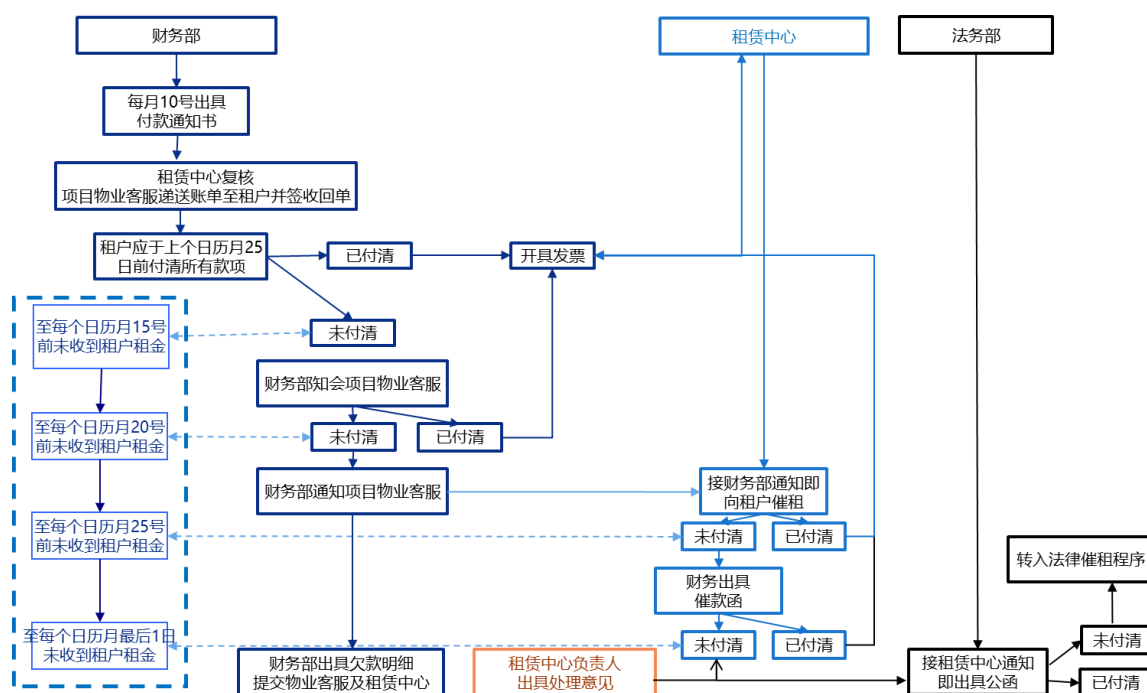 财务部
租赁中心
法务部
每月10号出具
付款通知书
租赁中心复核
项目物业客服递送账单至租户并签收回单
租户应于上个日历月25
日前付清所有款项
已付清
开具发票
至每个日历月15号
前未收到租户租金
未付清
财务部知会项目物业客服
至每个日历月20号
前未收到租户租金
未付清
已付清
财务部通知项目物业客服
接财务部通知即
向租户催租
至每个日历月25号
前未收到租户租金
未付清
已付清
转入法律催租程序
财务出具
催款函
至每个日历月最后1日
未收到租户租金
未付清
已付清
未付清
财务部出具欠款明细
提交物业客服及租赁中心
租赁中心负责人
出具处理意见
接租赁中心通知
即出具公函
已付清